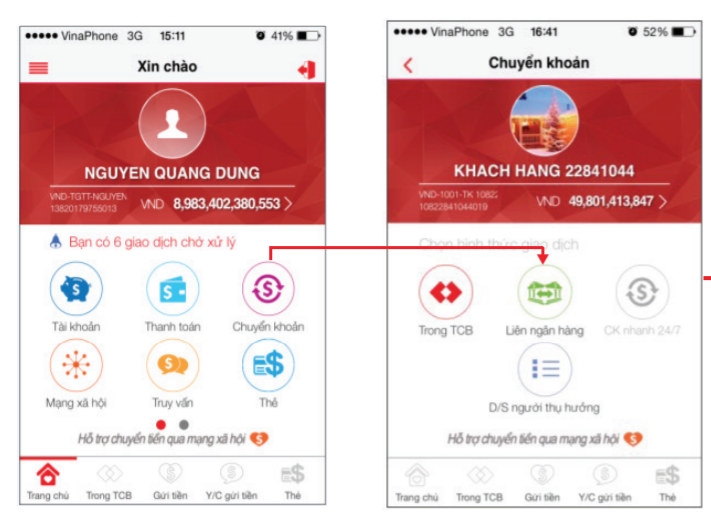 VinaPhone 3G 15:11 41%
Xin chào
NGUYEN QUANG DUNG
VND-TGTT-NGUYEN
13820179755013
VND 8,983,402,380,553
Bạn có 6 giao dịch chờ xử lý
Tài khoản Thanh toán Chuyển khoản
Mạng xã hội Truy vấn Thẻ
Hỗ trợ chuyển tiền qua mạng xã hội
Trang chủ Trong TCB Gửi tiền Y/C gửi tiền Thẻ
VinaPhone 3G 16:41 52%
Chuyển khoản
KHACH HANG 22841044
VND-1001-TK 1082
10822841044019
VND 49,801,413,847
Chọn hình thức giao dịch
Trong TCB Liên ngân hàng CK nhanh 24/7
D/S người thụ hưởng
Hỗ trợ chuyển tiền qua mạng xã hội
Trang chủ Trong TCB Gửi tiền Y/C gửi tiền Thẻ